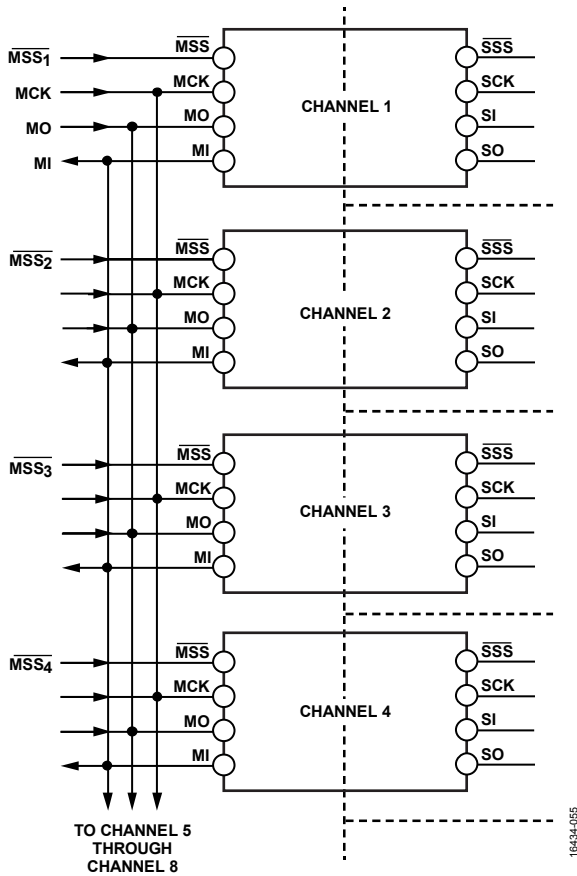 MSS SSS
MSS1
MCK MCK SCK
CHANNEL 1
MO MO SI
MI MI SO
MSS SSS
MSS2
MCK SCK
CHANNEL 2
MO SI
MI SO
MSS SSS
MSS3
MCK SCK
CHANNEL 3
MO SI
MI SO
MSS SSS
MSS4
MCK SCK
CHANNEL 4
MO SI
MI SO
TO CHANNEL 5
THROUGH
CHANNEL 8
16434-055